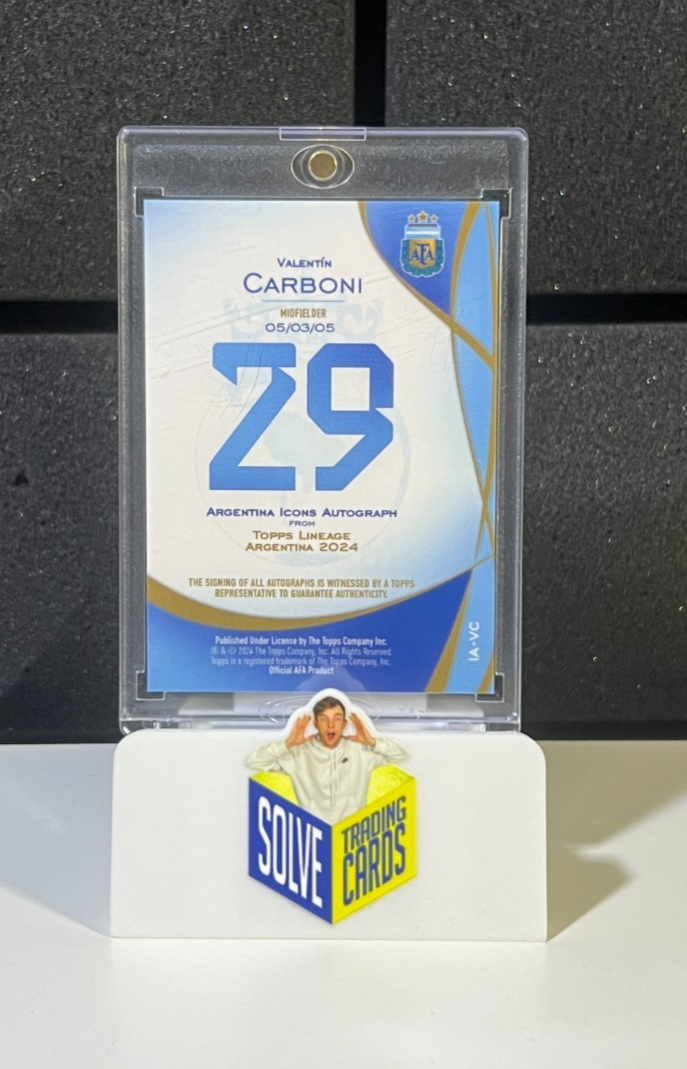 AFA
VALENTÍN
CARBONI
MIDFIELDER
05/03/05
29
ARGENTINA ICONS AUTOGRAPH
FROM
TOPPS LINEAGE
ARGENTINA 2024
THE SIGNING OF ALL AUTOGRAPHS IS WITNESSED BY A TOPPS
REPRESENTATIVE TO GUARANTEE AUTHENTICITY.
IA-VC
Published Under License by The Topps Company Inc.
® & © 2024 The Topps Company, Inc. All Rights Reserved.
Topps is a registered trademark of The Topps Company, Inc.
Official AFA Product
SOLVE
TRADING
CARDS